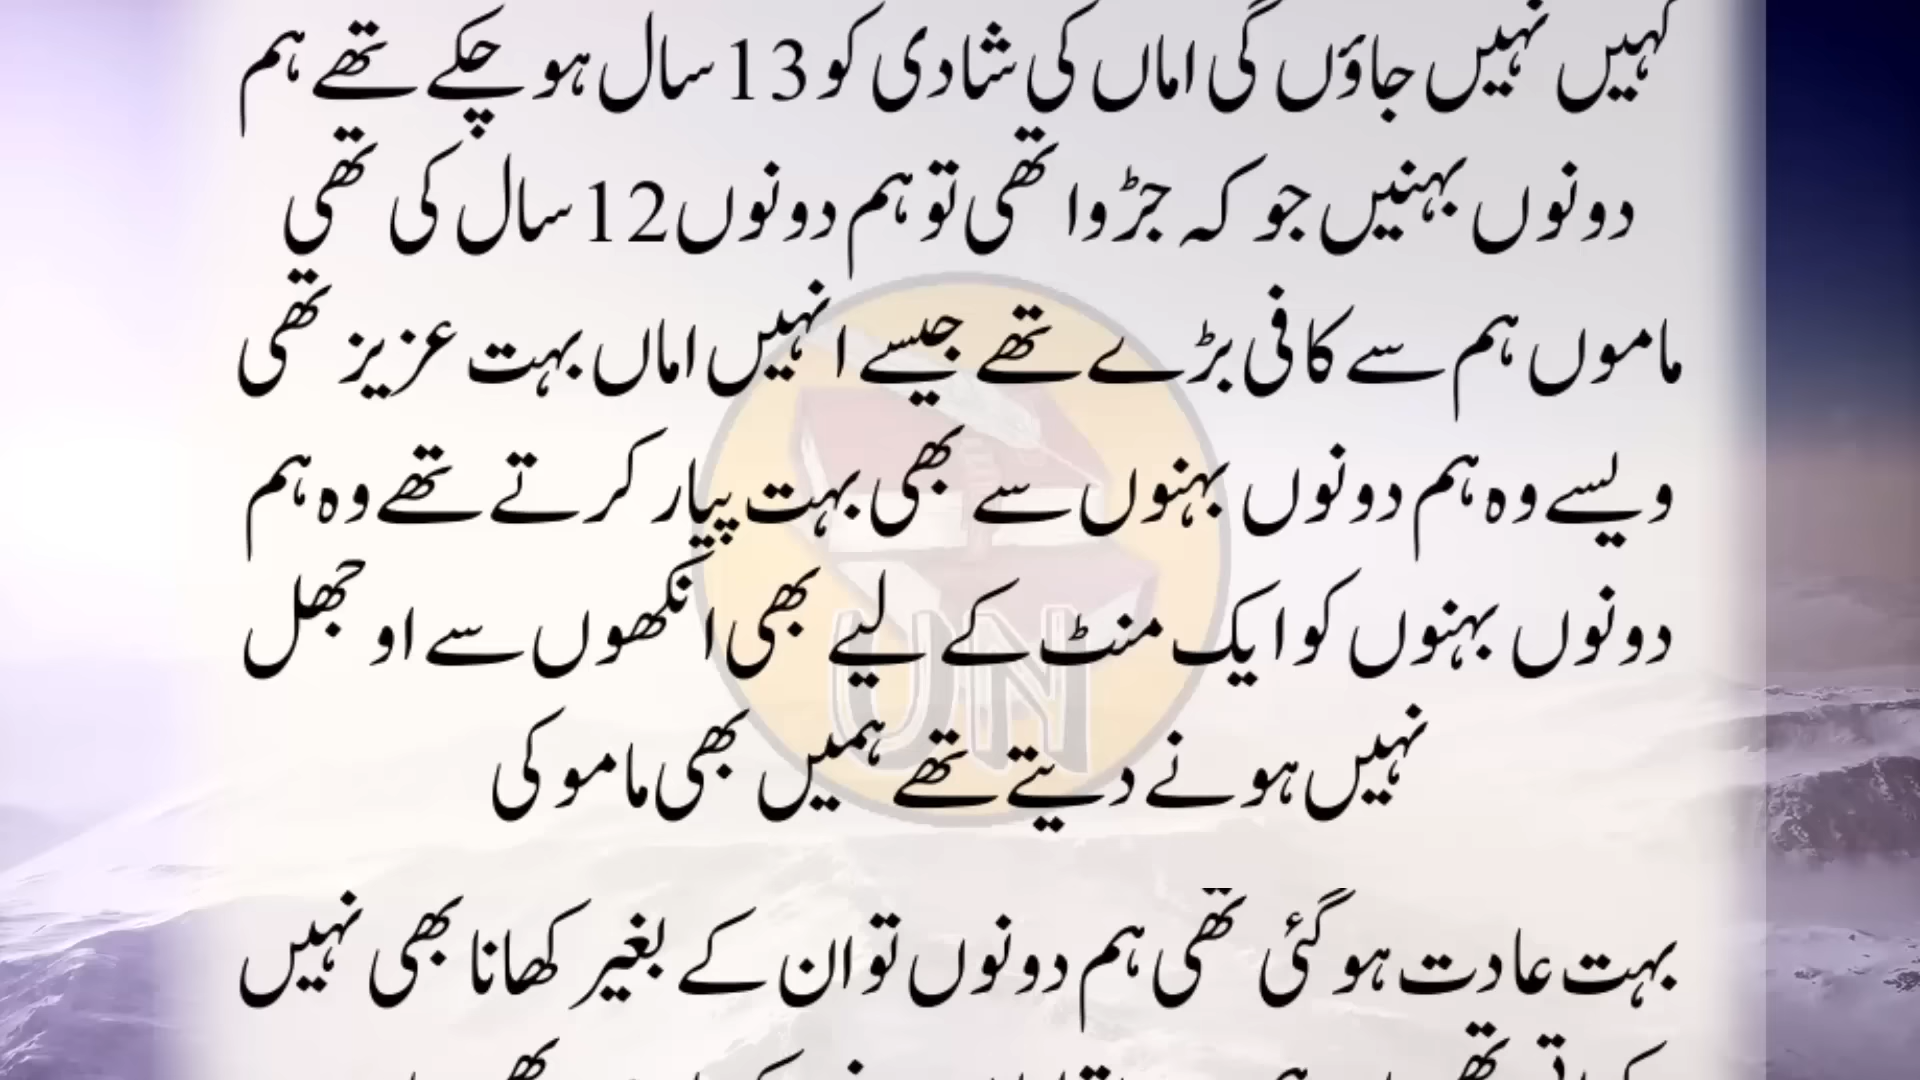 کہیں نہیں جاؤں گی اماں کی شادی کو 13 سال ہو چکے تھے ہم
دونوں بہنیں جو کہ جڑوا تھی تو ہم دونوں 12 سال کی تھی
ماموں ہم سے کافی بڑے تھے جیسے انہیں اماں بہت عزیز تھی
ویسے وہ ہم دونوں بہنوں سے بھی بہت پیار کرتے تھے وہ ہم
دونوں بہنوں کو ایک منٹ کے لیے بھی انکھوں سے اوجھل
نہیں ہونے دیتے تھے ہمیں بھی مامو کی
بہت عادت ہو گئی تھی ہم دونوں تو ان کے بغیر کھانا بھی نہیں
UN